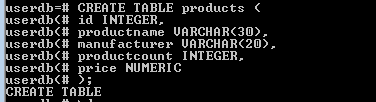 userdb=# CREATE TABLE products (
userdb(# id INTEGER,
userdb(# productname VARCHAR(30),
userdb(# manufacturer VARCHAR(20),
userdb(# productcount INTEGER,
userdb(# price NUMERIC
userdb(# );
CREATE TABLE